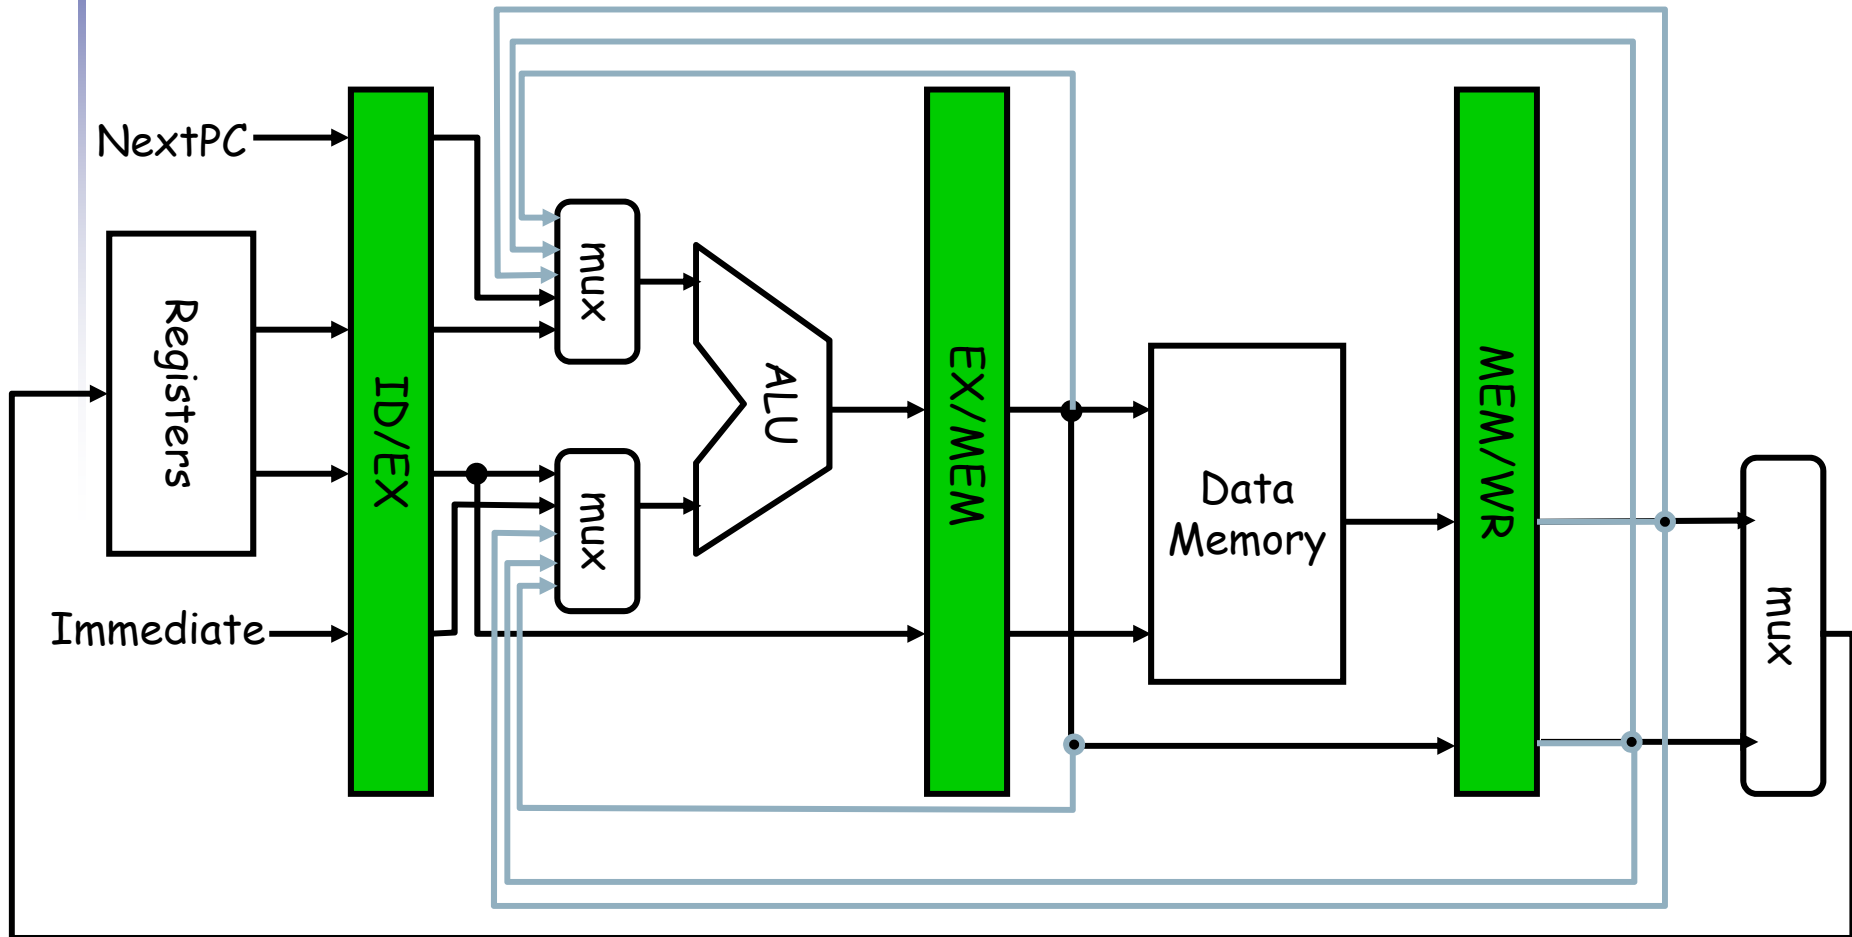 NextPC
Registers
Immediate
ID/EX
mux
mux
ALU
EX/MEM
Data
Memory
MEM/WR
mux